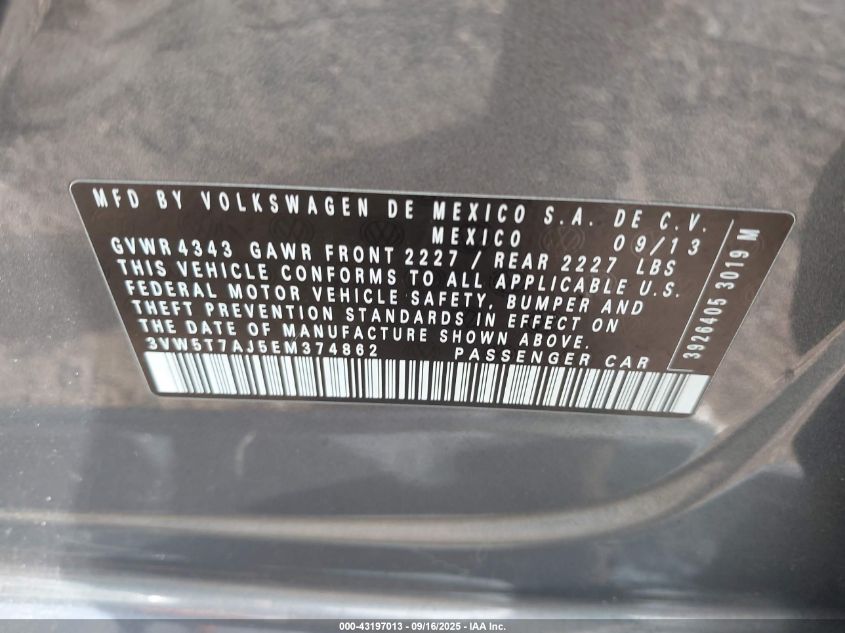 MFD BY VOLKSWAGEN DE MEXICO S.A. DE C.V.
MEXICO 09/13
GVWR 4343 GAWR FRONT 2227 / REAR 2227 LBS
THIS VEHICLE CONFORMS TO ALL APPLICABLE U.S.
FEDERAL MOTOR VEHICLE SAFETY, BUMPER AND
THEFT PREVENTION STANDARDS IN EFFECT ON
THE DATE OF MANUFACTURE SHOWN ABOVE.
3VW5T7AJ5EM374862 PASSENGER CAR
3926405 3019 M
000-43197013 - 09/16/2025 - IAA Inc.